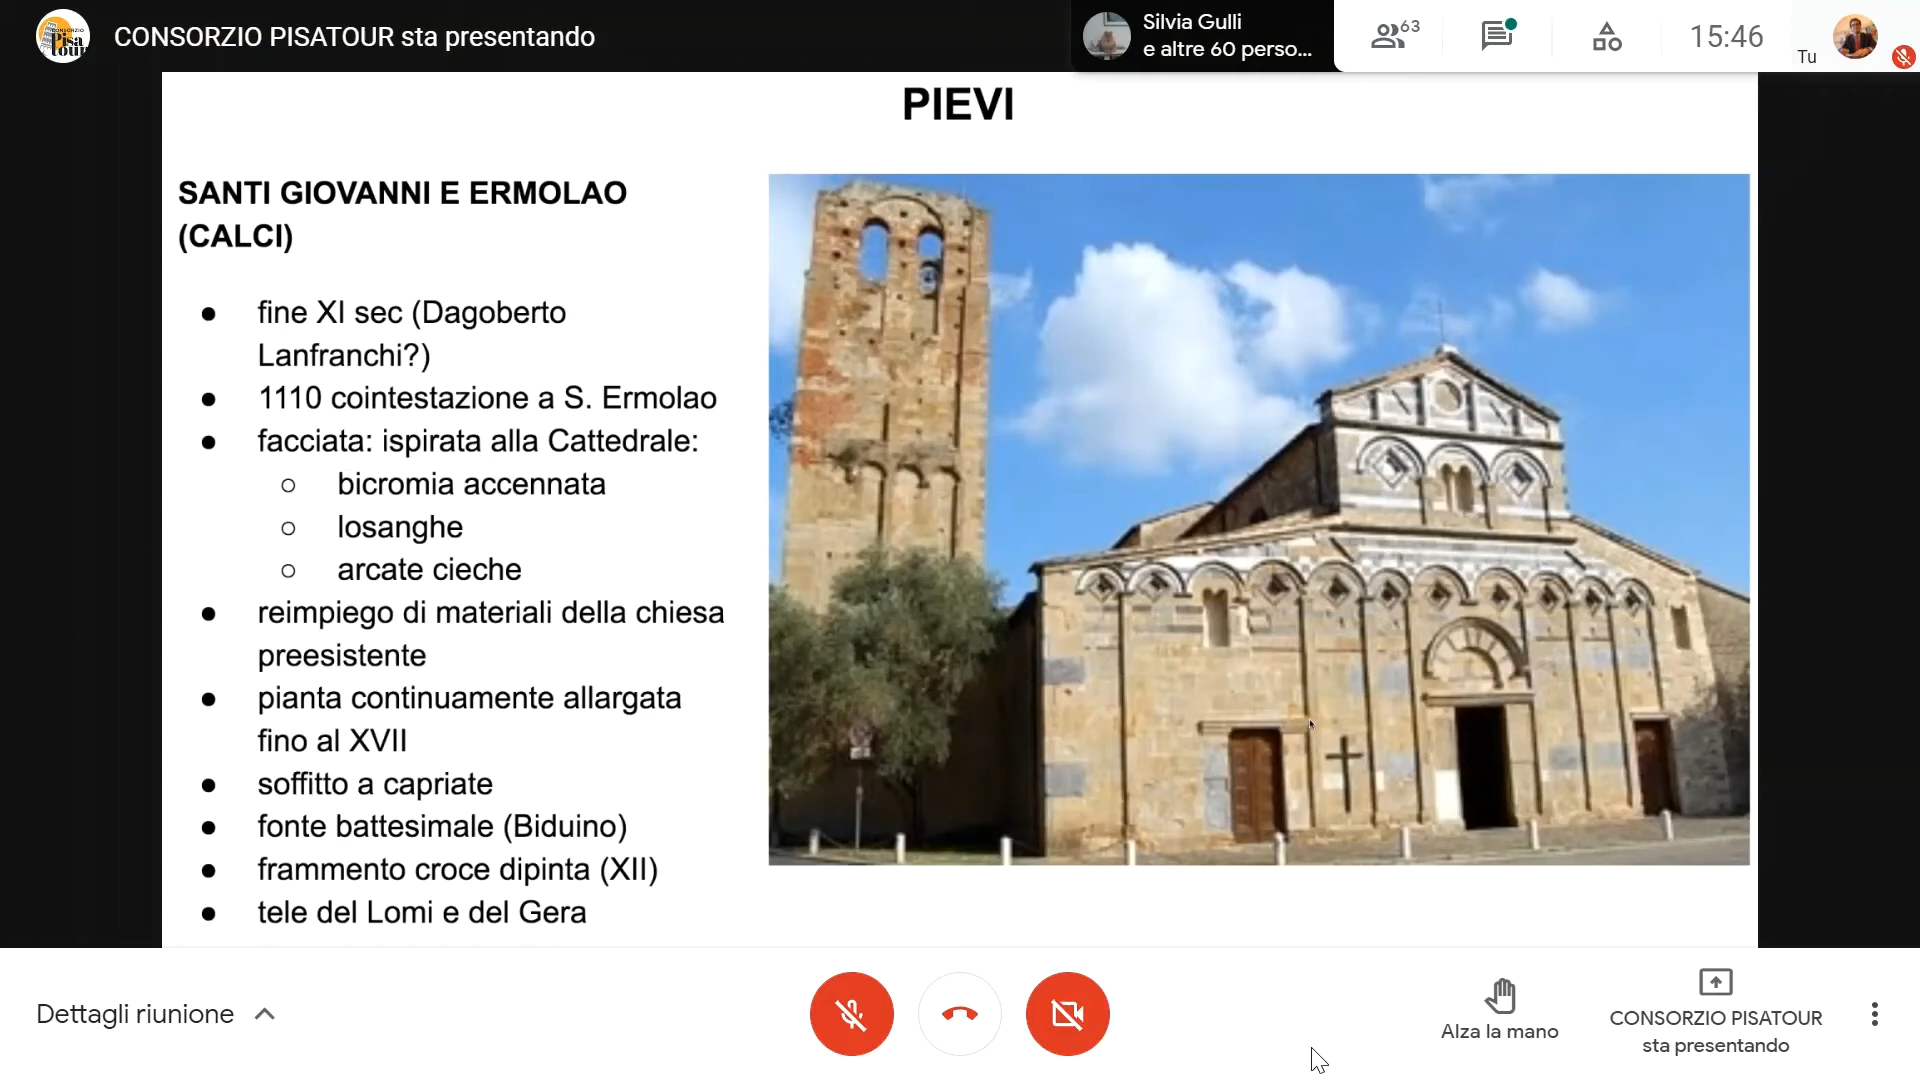 CONSORZIO PISATOUR sta presentando
Silvia Gulli
e altre 60 perso...
63
15:46
Tu
CONSORZIO
Pisa
tour
PIEVI
SANTI GIOVANNI E ERMOLAO
(CALCI)
● fine XI sec (Dagoberto
Lanfranchi?)
● 1110 cointestazione a S. Ermolao
● facciata: ispirata alla Cattedrale:
○ bicromia accennata
○ losanghe
○ arcate cieche
● reimpiego di materiali della chiesa
preesistente
● pianta continuamente allargata
fino al XVII
● soffitto a capriate
● fonte battesimale (Biduino)
● frammento croce dipinta (XII)
● tele del Lomi e del Gera
Dettagli riunione
Alza la mano
CONSORZIO PISATOUR
sta presentando